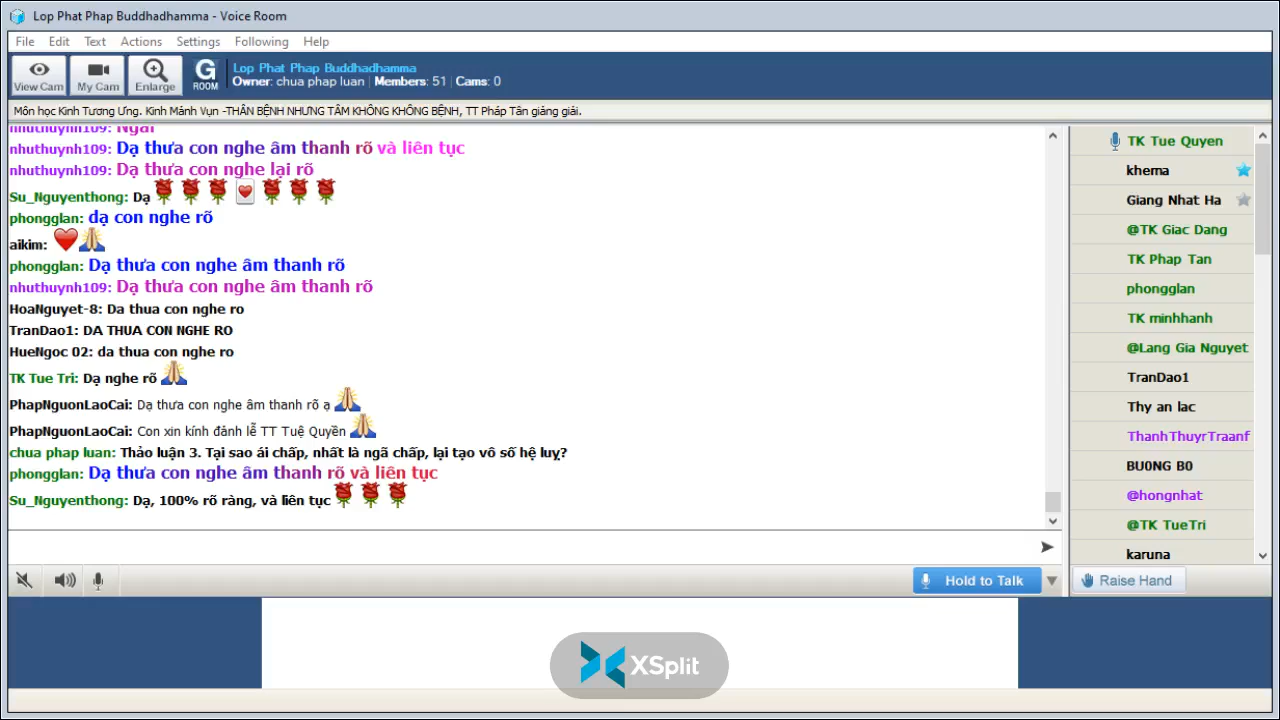 Lop Phat Phap Buddhadhamma - Voice Room
File Edit Text Actions Settings Following Help
View Cam My Cam Enlarge G ROOM
Lop Phat Phap Buddhadhamma
Owner: chua phap luan | Members: 51 | Cams: 0
Môn học Kinh Tương Ưng. Kinh Mảnh Vụn -THÂN BỆNH NHƯNG TÂM KHÔNG KHÔNG BỆNH, TT Pháp Tân giảng giải.
nhuthuynh109: Ngài
nhuthuynh109: Dạ thưa con nghe âm thanh rõ và liên tục
nhuthuynh109: Dạ thưa con nghe lại rõ
Su_Nguyenthong: Dạ
phongglan: dạ con nghe rõ
aikim:
phongglan: Dạ thưa con nghe âm thanh rõ
nhuthuynh109: Dạ thưa con nghe âm thanh rõ
HoaNguyet-8: Da thua con nghe ro
TranDao1: DA THUA CON NGHE RO
HueNgoc 02: da thua con nghe ro
TK Tue Tri: Dạ nghe rõ
PhapNguonLaoCai: Dạ thưa con nghe âm thanh rõ ạ
PhapNguonLaoCai: Con xin kính đảnh lễ TT Tuệ Quyền
chua phap luan: Thảo luận 3. Tại sao ái chấp, nhất là ngã chấp, lại tạo vô số hệ luỵ?
phongglan: Dạ thưa con nghe âm thanh rõ và liên tục
Su_Nguyenthong: Dạ, 100% rõ ràng, và liên tục
Hold to Talk
TK Tue Quyen
khema
Giang Nhat Ha
@TK Giac Dang
TK Phap Tan
phongglan
TK minhhanh
@Lang Gia Nguyet
TranDao1
Thy an lac
ThanhThuyrTraanf
BU0NG B0
@hongnhat
@TK TueTri
karuna
Raise Hand
XSplit